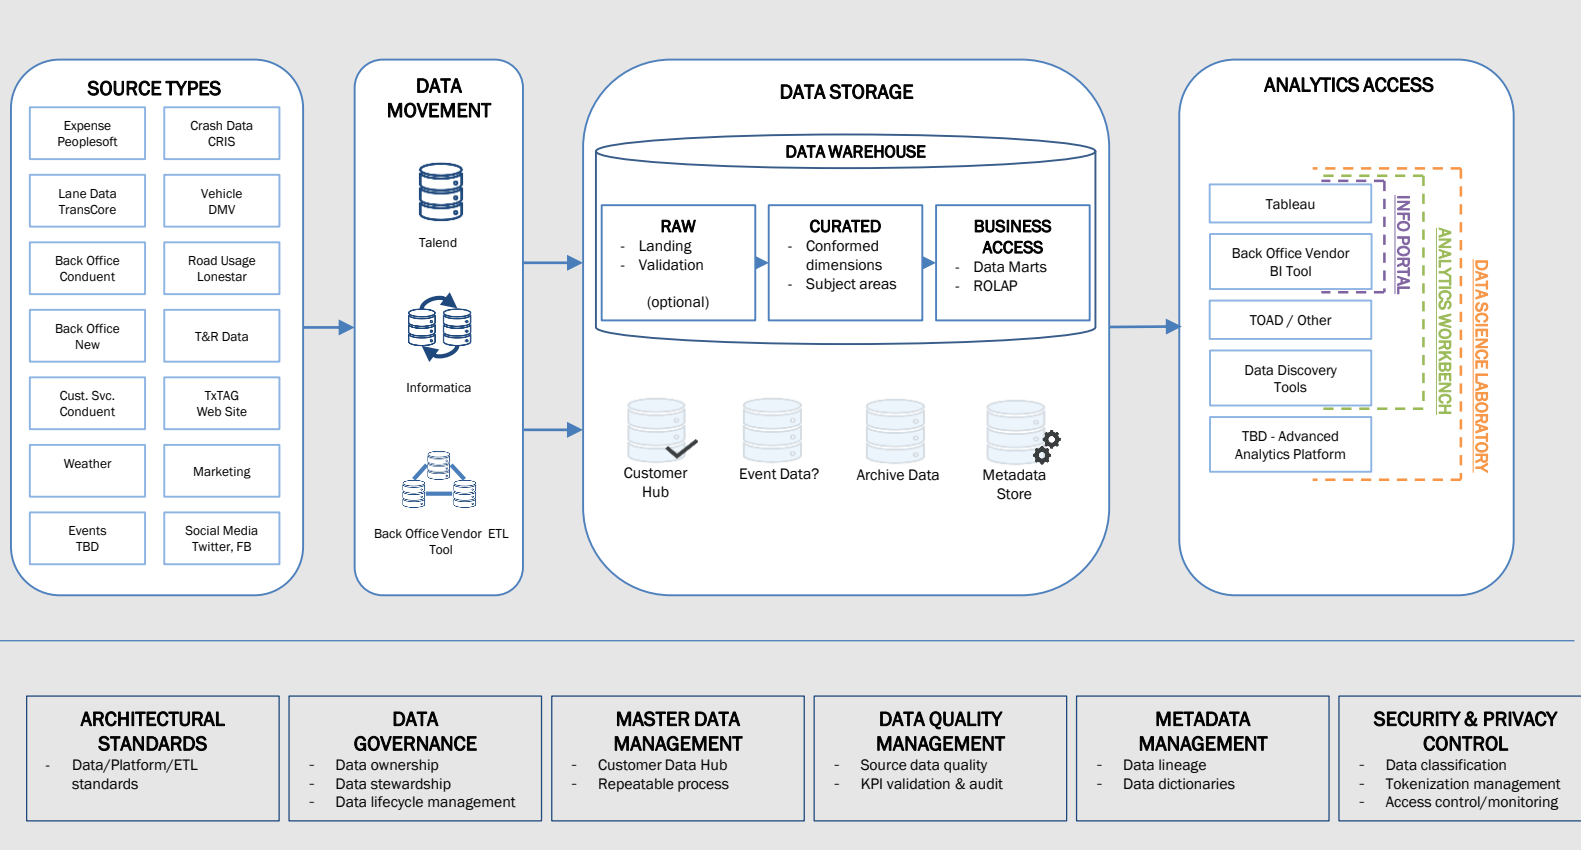 SOURCE TYPES
Expense
Peoplesoft
Crash Data
CRIS
Lane Data
TransCore
Vehicle
DMV
Back Office
Conduent
Road Usage
Lonestar
Back Office
New
T&R Data
Cust. Svc.
Conduent
TxTAG
Web Site
Weather
Marketing
Events
TBD
Social Media
Twitter, FB
DATA
MOVEMENT
Talend
Informatica
Back Office Vendor ETL
Tool
DATA STORAGE
DATA WAREHOUSE
RAW
- Landing
- Validation
(optional)
CURATED
- Conformed
dimensions
- Subject areas
BUSINESS
ACCESS
- Data Marts
- ROLAP
Customer
Hub
Event Data?
Archive Data
Metadata
Store
ANALYTICS ACCESS
Tableau
Back Office Vendor
BI Tool
TOAD / Other
Data Discovery
Tools
TBD - Advanced
Analytics Platform
INFO PORTAL
ANALYTICS WORKBENCH
DATA SCIENCE LABORATORY
ARCHITECTURAL
STANDARDS
- Data/Platform/ETL
standards
DATA
GOVERNANCE
- Data ownership
- Data stewardship
- Data lifecycle management
MASTER DATA
MANAGEMENT
- Customer Data Hub
- Repeatable process
DATA QUALITY
MANAGEMENT
- Source data quality
- KPI validation & audit
METADATA
MANAGEMENT
- Data lineage
- Data dictionaries
SECURITY & PRIVACY
CONTROL
- Data classification
- Tokenization management
- Access control/monitoring